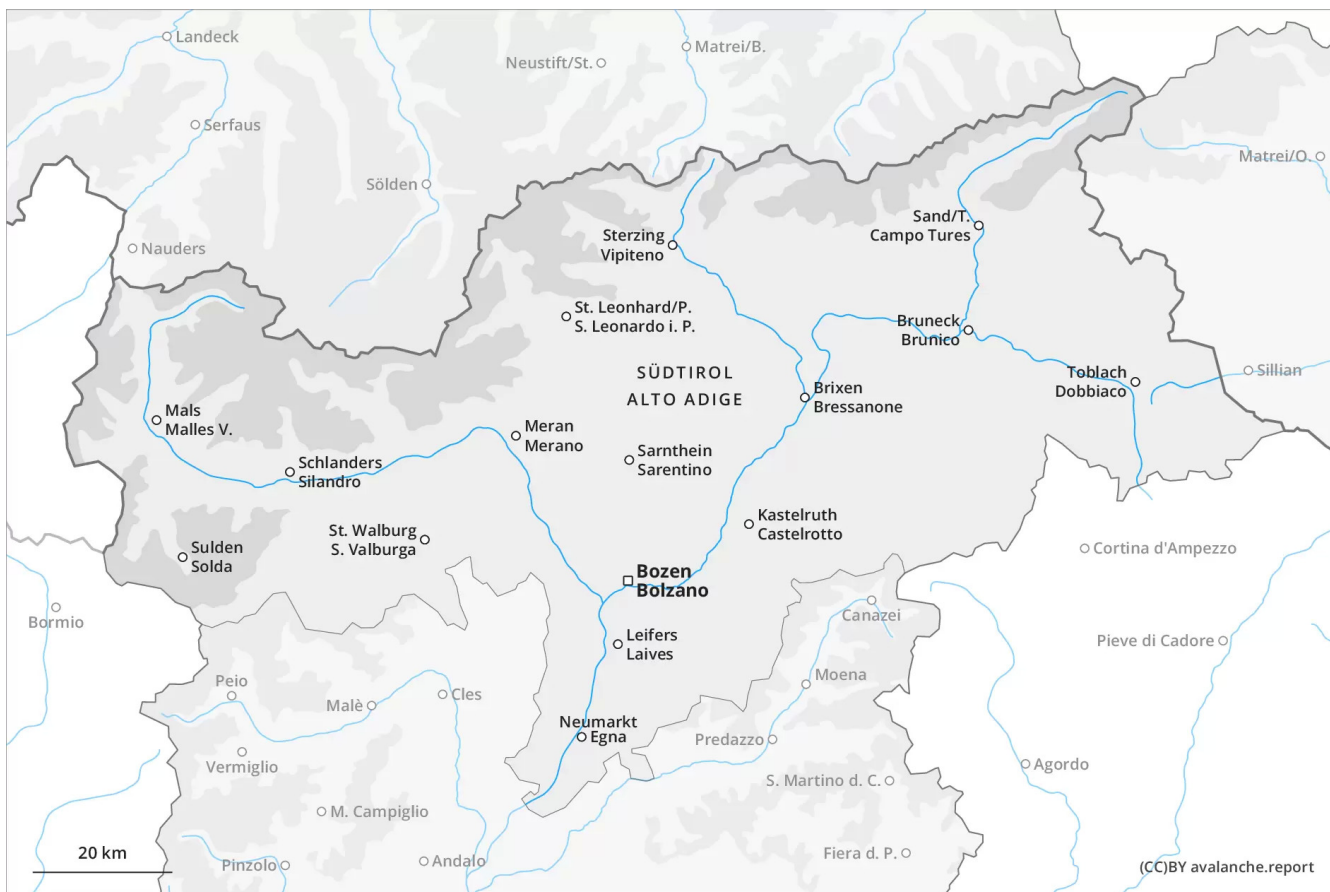 Landeck
Matrei/B.
Neustift/St.
Serfaus
Matrei/O.
Sölden
Sand/T.
Campo Tures
Nauders
Sterzing
Vipiteno
St. Leonhard/P.
S. Leonardo i. P.
Bruneck
Brunico
SÜDTIROL
ALTO ADIGE
Toblach
Dobbiaco
Sillian
Brixen
Bressanone
Mals
Malles V.
Meran
Merano
Schlanders
Silandro
Sarnthein
Sarentino
Kastelruth
Castelrotto
St. Walburg
S. Valburga
Sulden
Solda
Cortina d'Ampezzo
Bozen
Bolzano
Bormio
Canazei
Leifers
Laives
Pieve di Cadore
Peio
Moena
Malè
Cles
Neumarkt
Egna
Predazzo
Vermiglio
Agordo
S. Martino d. C.
M. Campiglio
20 km
Pinzolo
Andalo
Fiera d. P.
(CC)BY avalanche.report